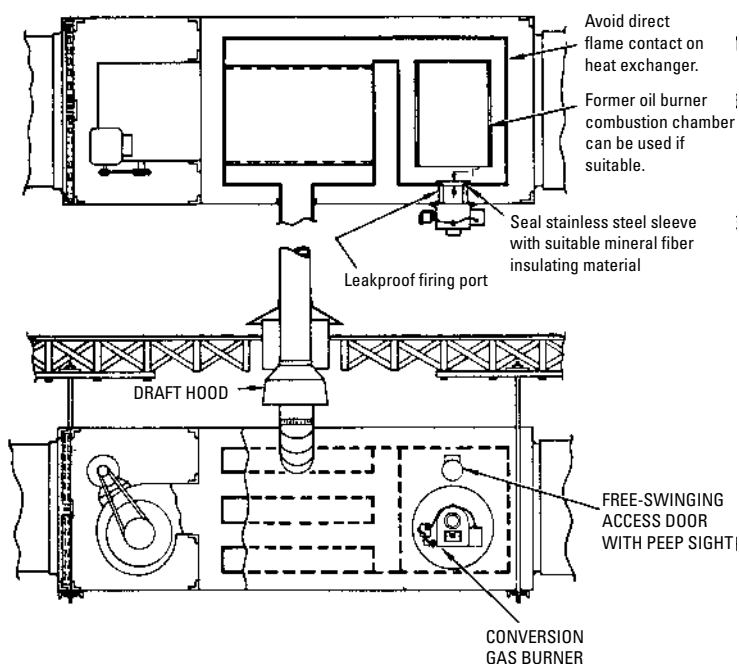 Avoid direct
flame contact on
heat exchanger.
Former oil burner
combustion chamber
can be used if
suitable.
Seal stainless steel sleeve
with suitable mineral fiber
insulating material
Leakproof firing port
DRAFT HOOD
FREE-SWINGING
ACCESS DOOR
WITH PEEP SIGHT
CONVERSION
GAS BURNER